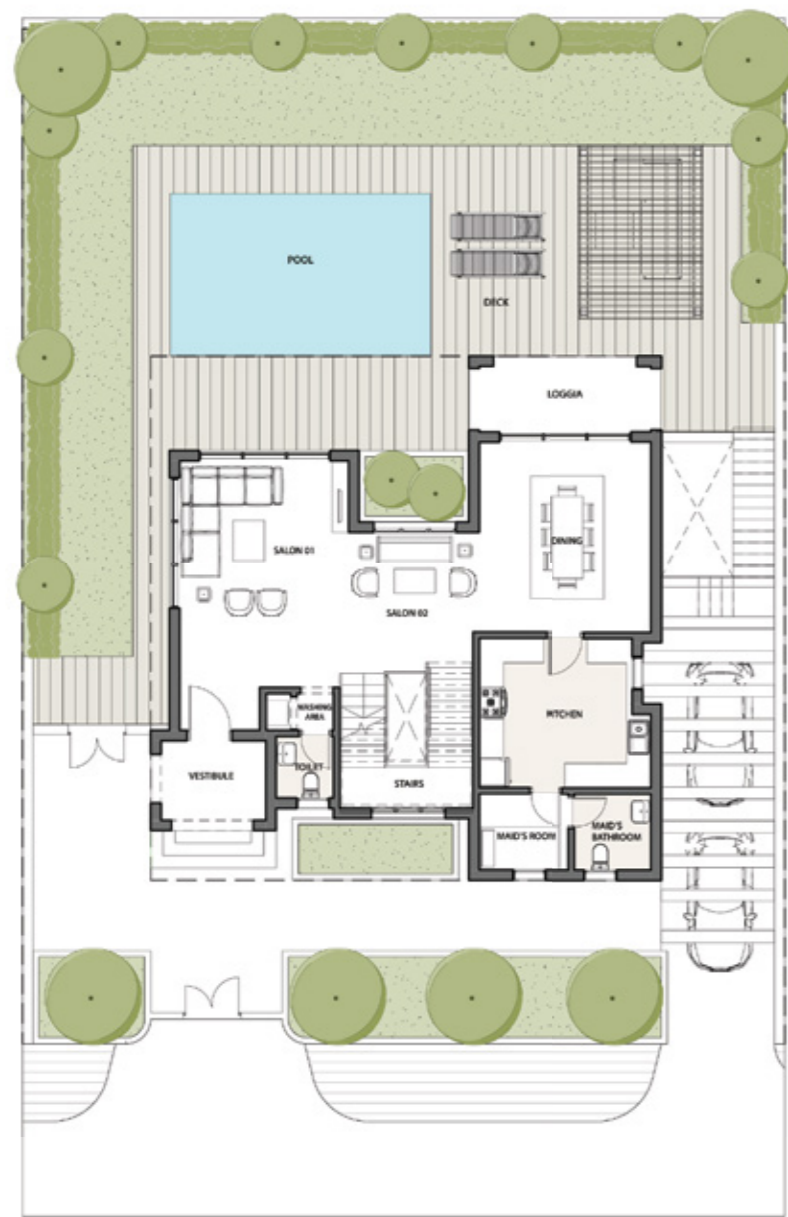 POOL
DECK
LOGGIA
SALON 01
DINING
SALON 02
WASHING
AREA
KITCHEN
TOILET
VESTIBULE
STAIRS
MAID'S ROOM
MAID'S
BATHROOM